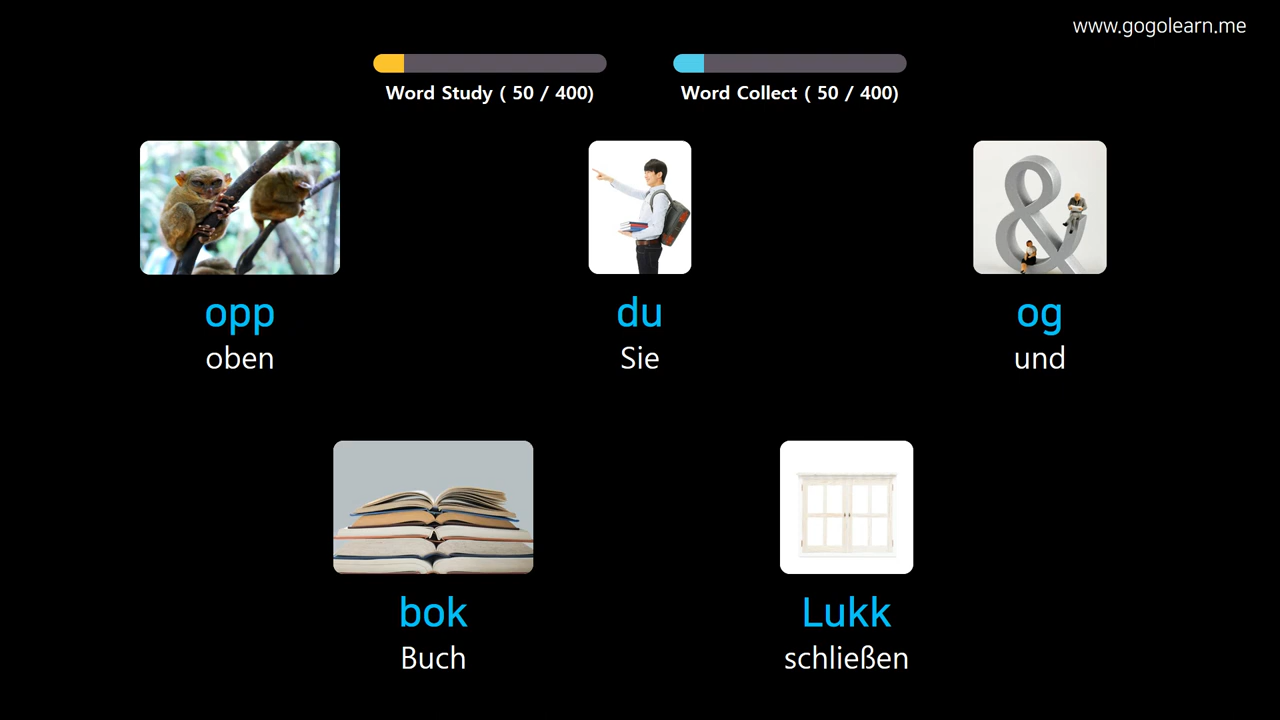 www.gogolearn.me
Word Study ( 50 / 400)
Word Collect ( 50 / 400)
opp
oben
du
Sie
&
og
und
bok
Buch
Lukk
schließen